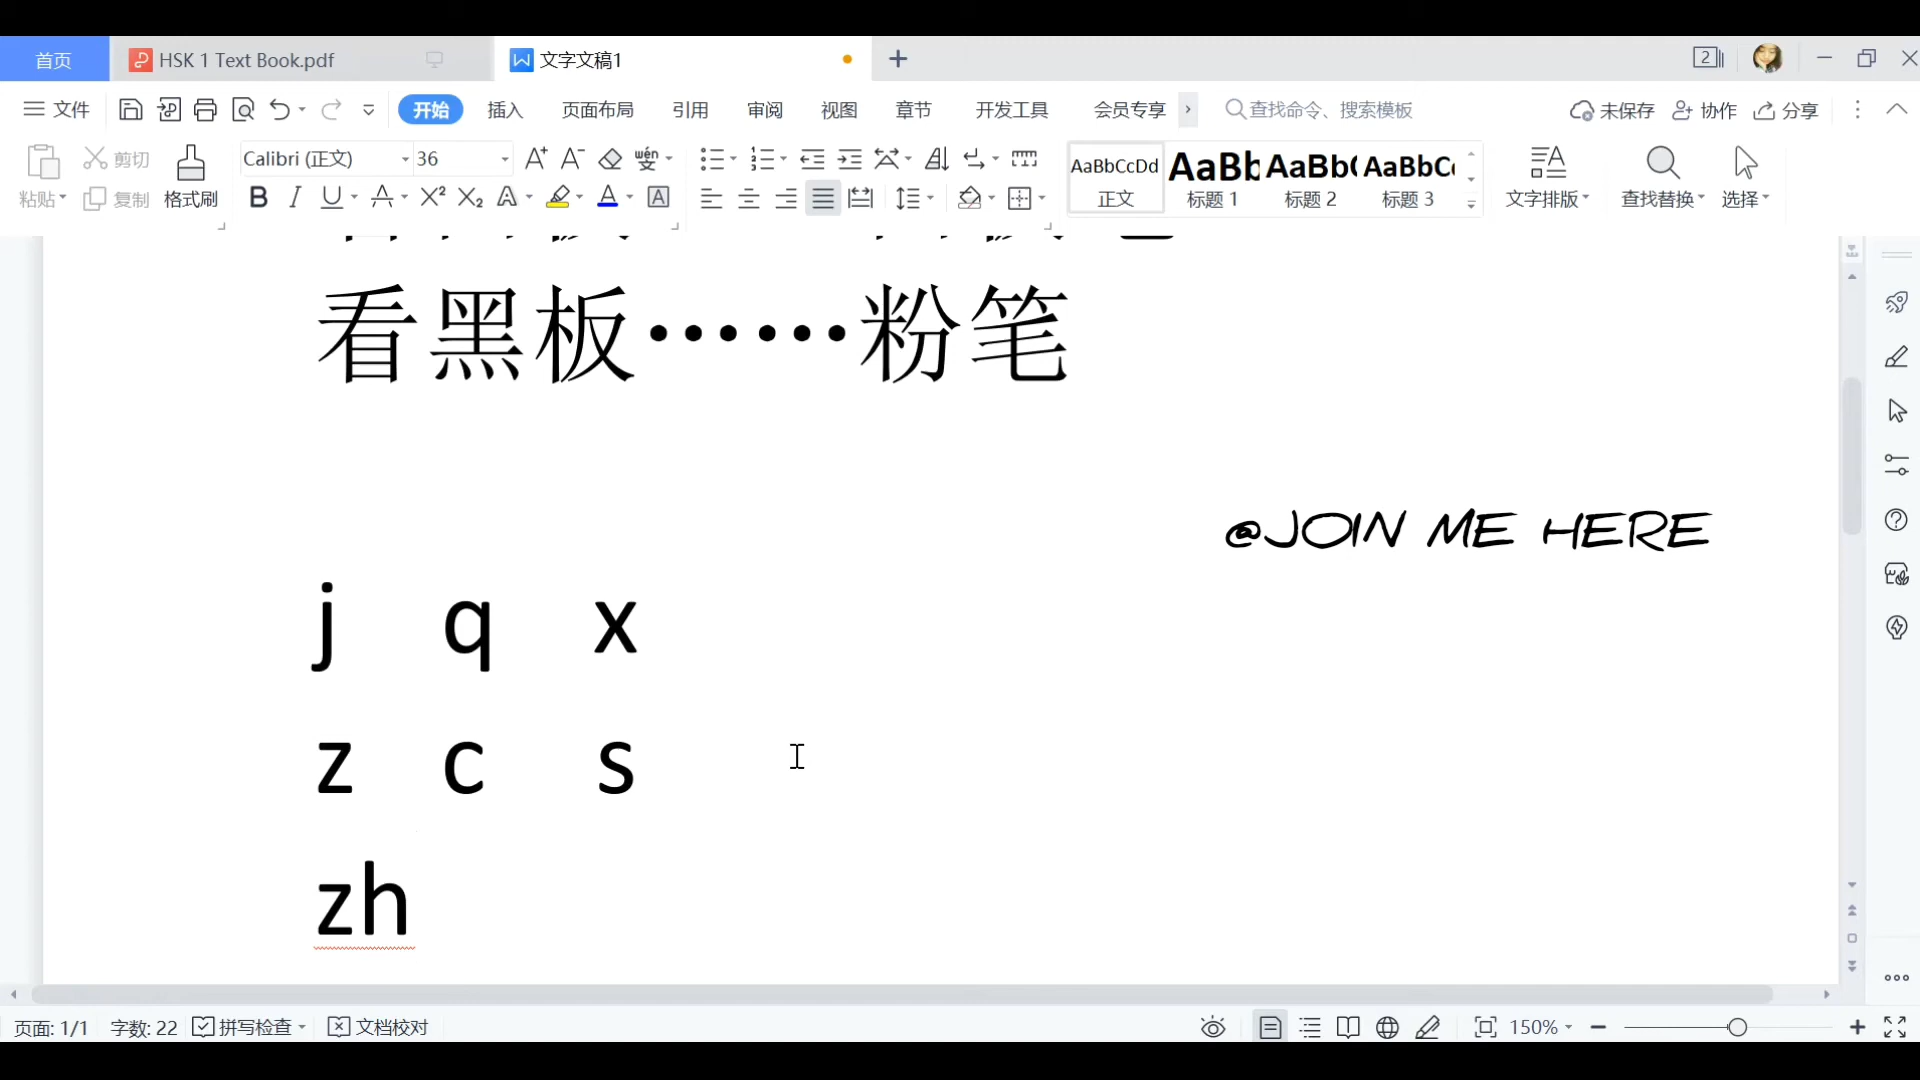 首页 HSK 1 Text Book.pdf 文字文稿1 2
文件 开始 插入 页面布局 引用 审阅 视图 章节 开发工具 会员专享 查找命令、搜索模板 未保存 协作 分享
粘贴 剪切 复制 格式刷 Calibri (正文) 36 wén 文 AaBbCcDd 正文 AaBb 标题 1 AaBb( 标题 2 AaBbC 标题 3 文字排版 查找替换 选择
看黑板……粉笔
@JOIN ME HERE
j q x
z c s
zh
页面: 1/1 字数: 22 拼写检查 文档校对 150%